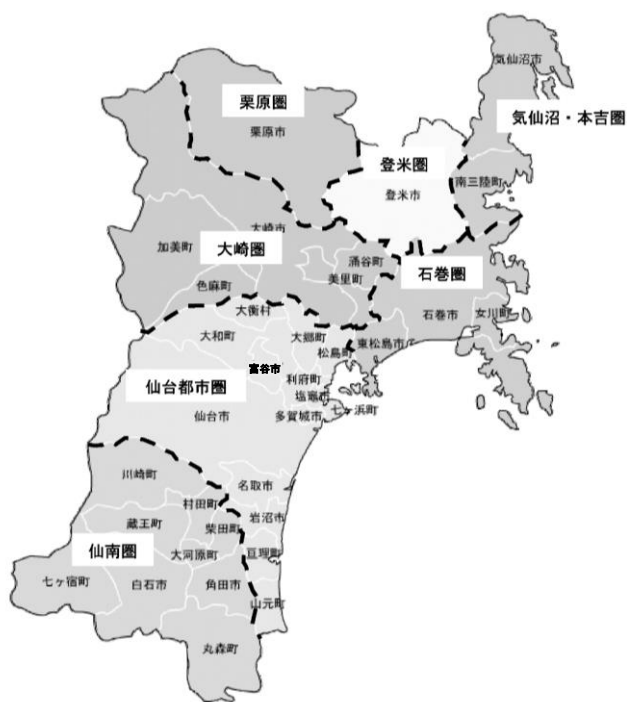 気仙沼市
栗原圏
気仙沼・本吉圏
栗原市
登米圏
南三陸町
登米市
大崎市
加美町
大崎圏
涌谷町
石巻圏
美里町
色麻町
大衡村
石巻市
女川町
大和町
大郷町
東松島市
松島町
富谷市
利府町
仙台都市圏
塩竈市
仙台市
多賀城市
七ヶ浜町
川崎町
名取市
村田町
岩沼市
蔵王町
柴田町
仙南圏
大河原町
亘理町
七ヶ宿町
白石市
角田市
山元町
丸森町